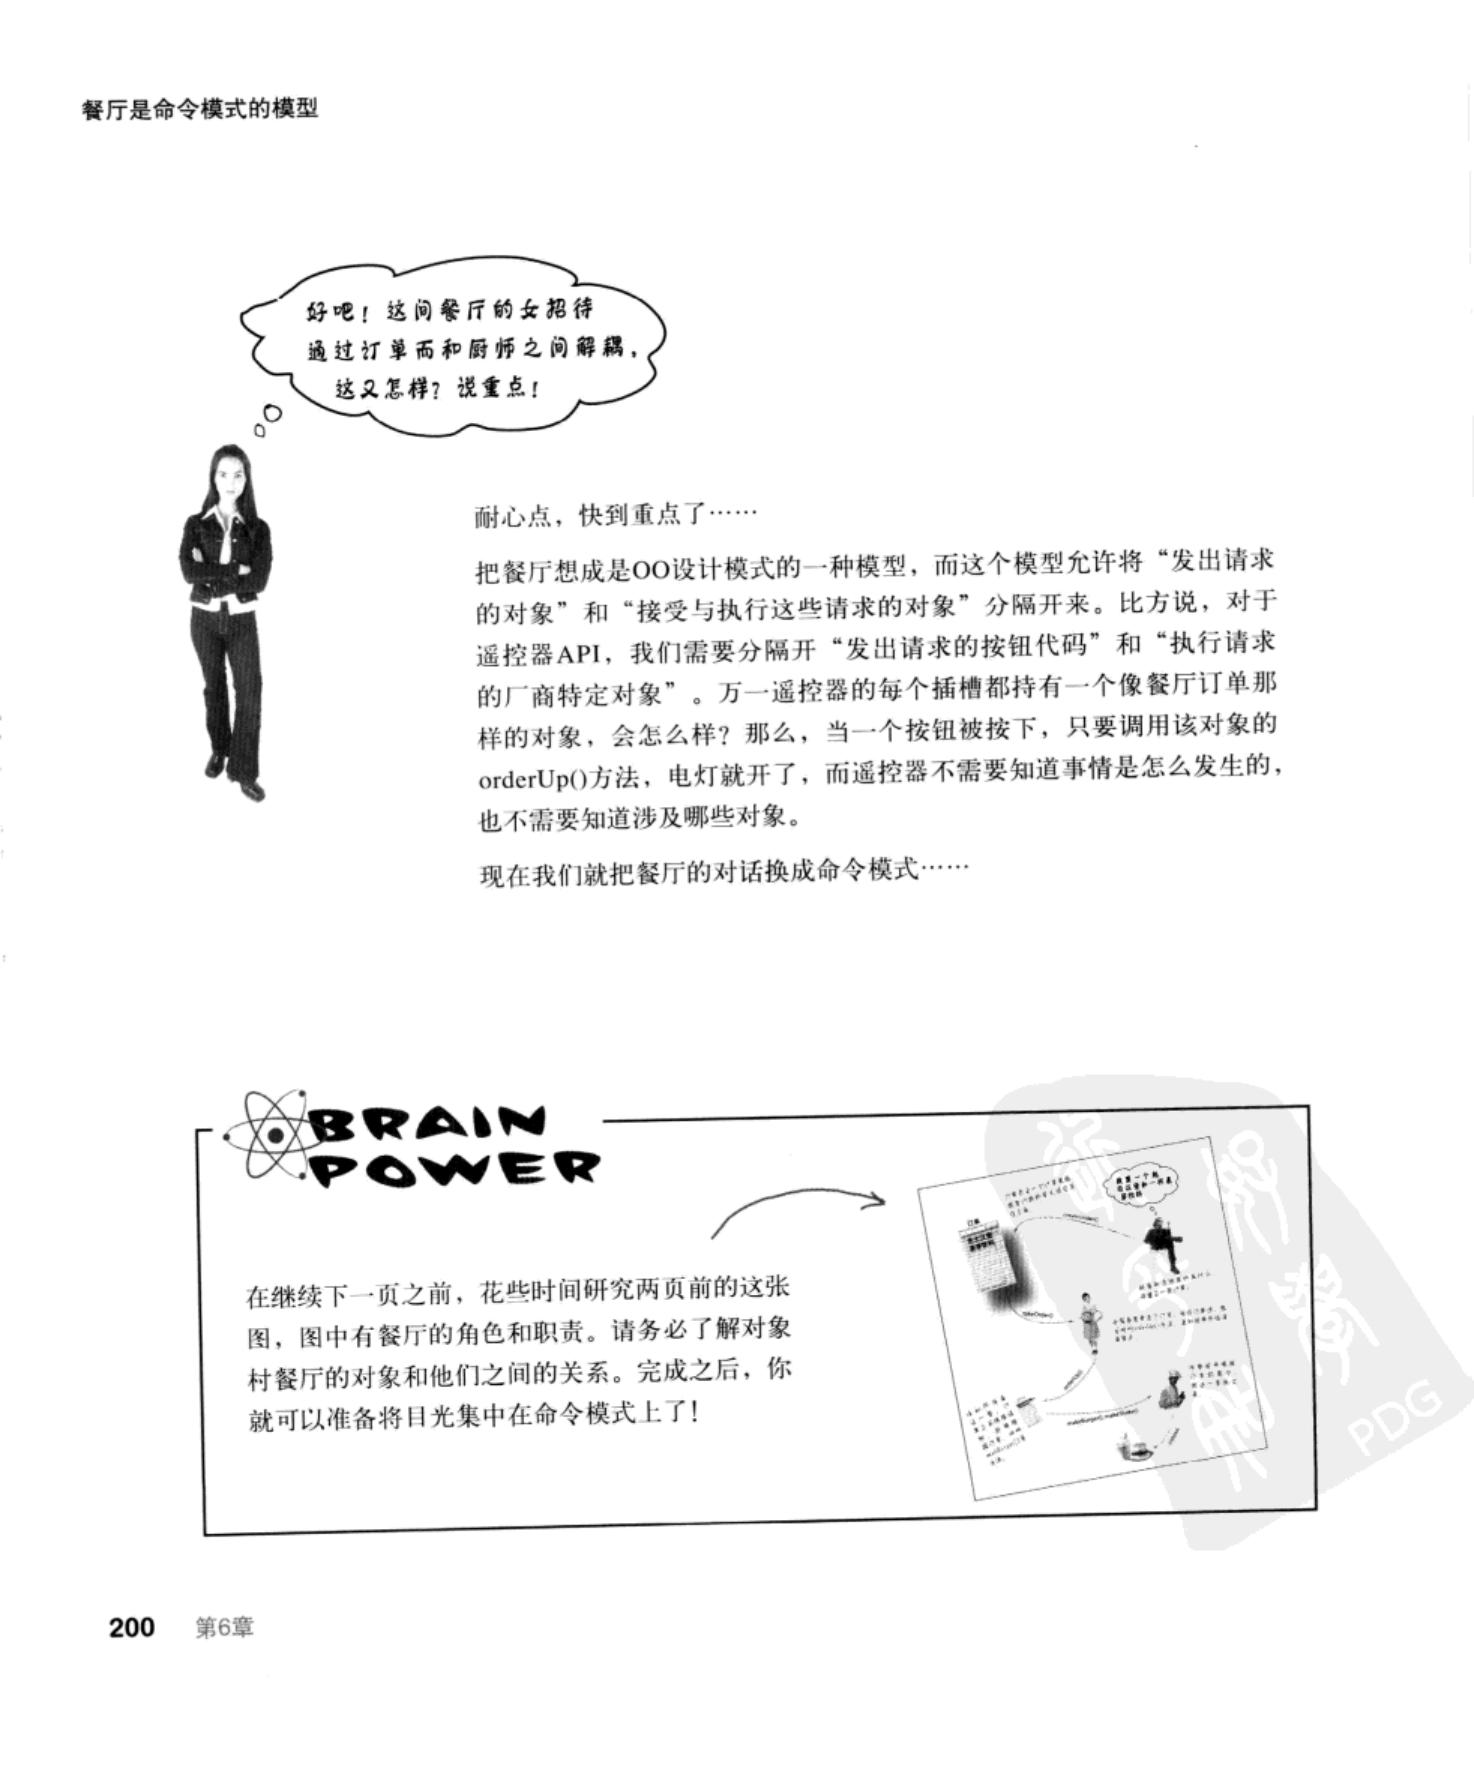 餐厅是命令模式的模型
好吧！这间餐厅的女招待
通过订单而和厨师之间解耦，
这又怎样？说重点！
耐心点，快到重点了……
把餐厅想成是OO设计模式的一种模型，而这个模型允许将“发出请求
的对象”和“接受与执行这些请求的对象”分隔开来。比方说，对于
遥控器API，我们需要分隔开“发出请求的按钮代码”和“执行请求
的厂商特定对象”。万一遥控器的每个插槽都持有一个像餐厅订单那
样的对象，会怎么样？那么，当一个按钮被按下，只要调用该对象的
orderUp()方法，电灯就开了，而遥控器不需要知道事情是怎么发生的，
也不需要知道涉及哪些对象。
现在我们就把餐厅的对话换成命令模式……
BRAIN
POWER
在继续下一页之前，花些时间研究两页前的这张
图，图中有餐厅的角色和职责。请务必了解对象
村餐厅的对象和他们之间的关系。完成之后，你
就可以准备将目光集中在命令模式上了！
订单
PDG
200 第6章